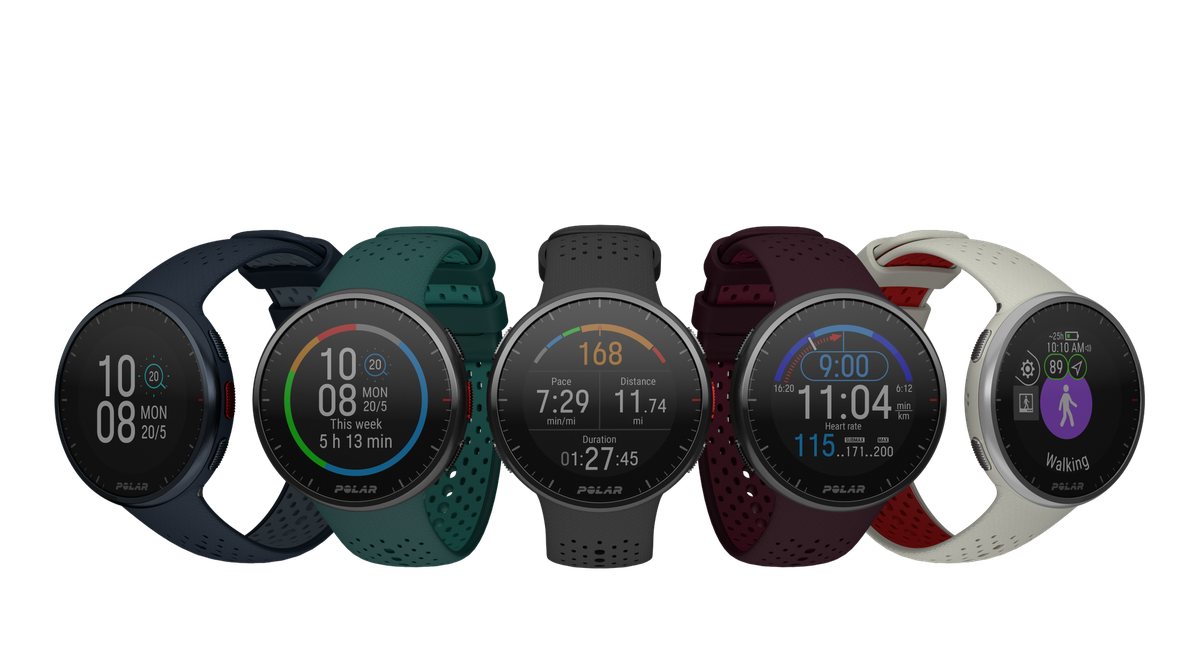 10
08
20
MON
20/5
POLAR
10
08
20
MON
20/5
This week
5 h 13 min
POLAR
168
Pace
7:29
min/mi
Distance
11.74
mi
Duration
01:27:45
POLAR
9:00
16:20
6:12
11:04 min
km
Heart rate
115..171..200
POLAR
~25h
10:10 AM
89
Walking
POLAR